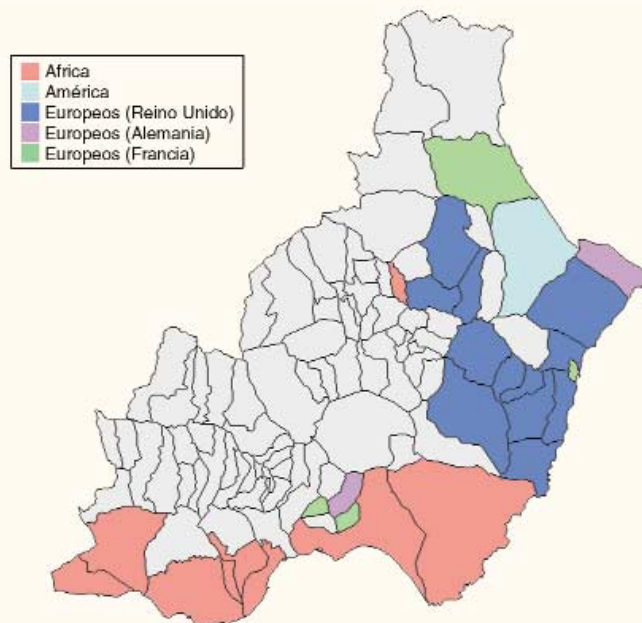 Africa
América
Europeos (Reino Unido)
Europeos (Alemania)
Europeos (Francia)